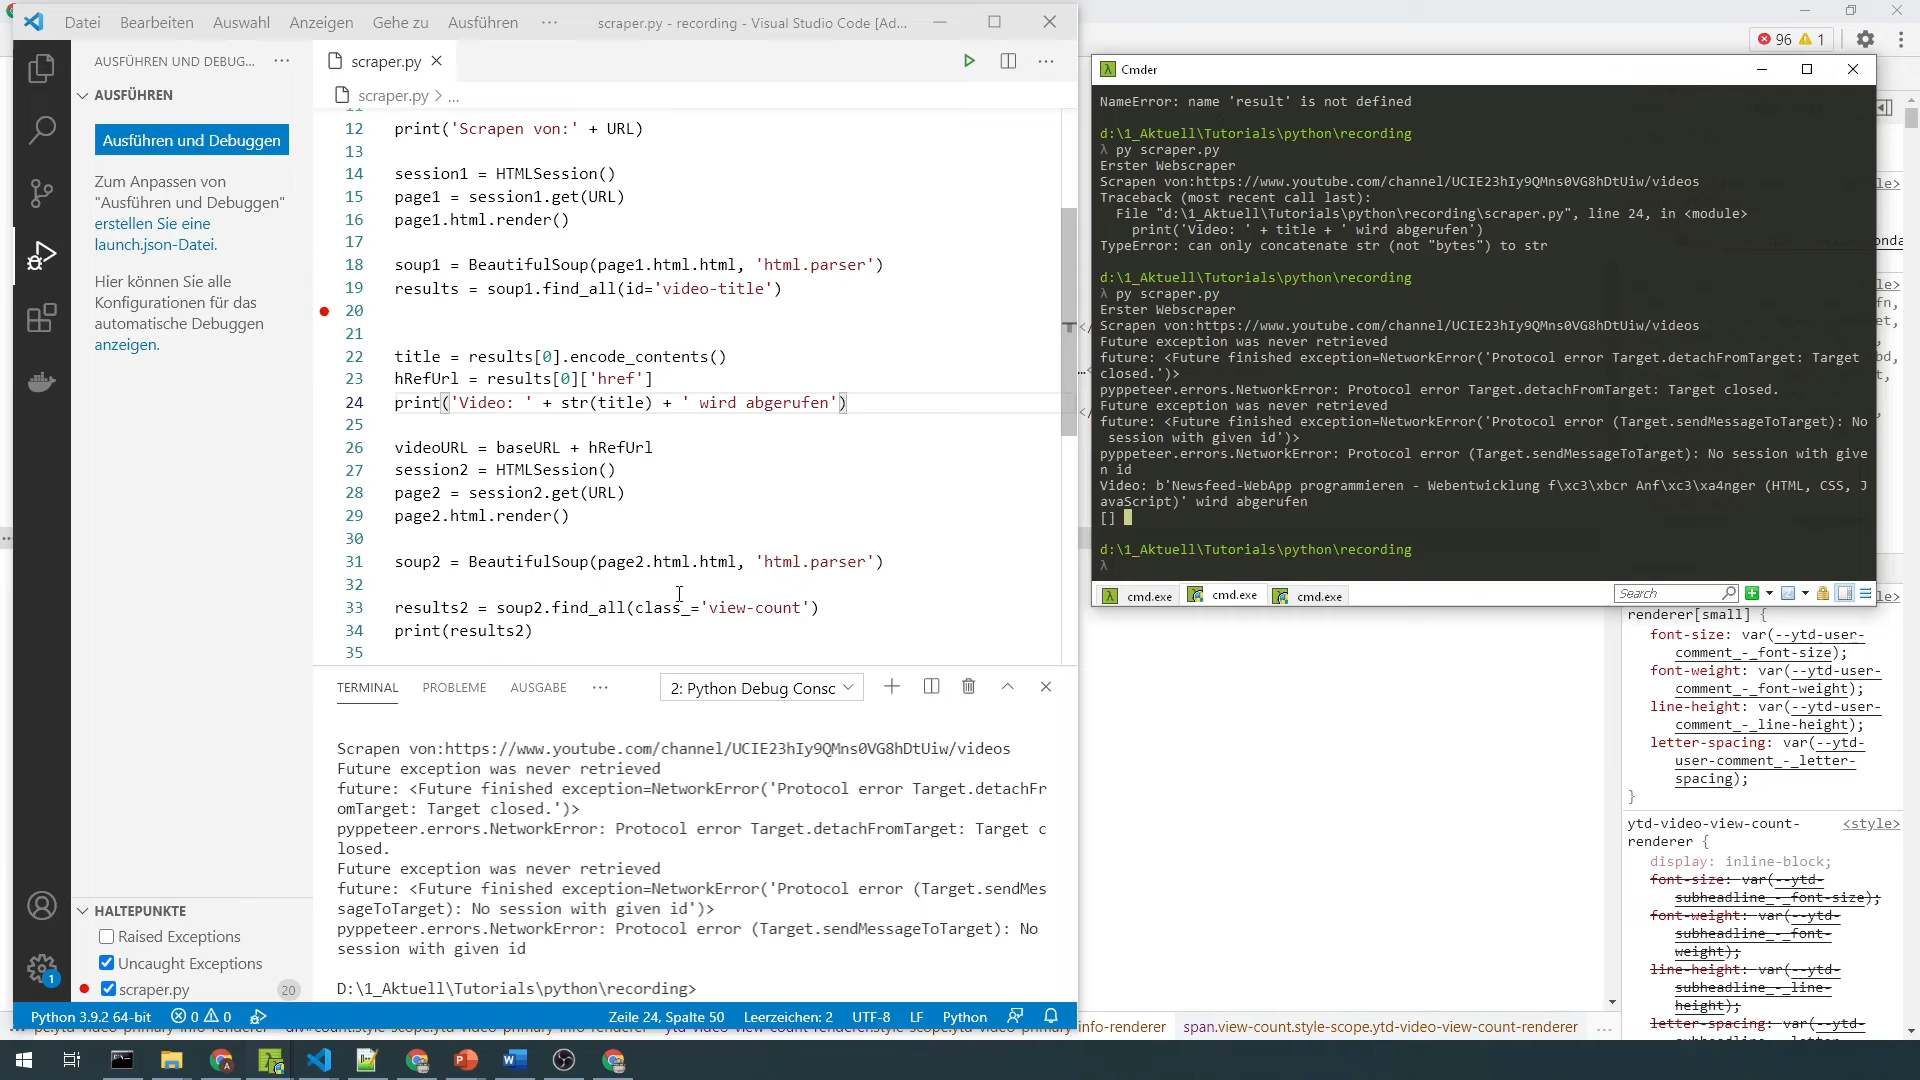 Datei Bearbeiten Auswahl Anzeigen Gehe zu Ausführen ··· scraper.py - recording - Visual Studio Code [Ad...
AUSFÜHREN UND DEBUG... ···
AUSFÜHREN
Ausführen und Debuggen
Zum Anpassen von
"Ausführen und Debuggen"
erstellen Sie eine
launch.json-Datei.
Hier können Sie alle
Konfigurationen für das
automatische Debuggen
anzeigen.
HALTEPUNKTE
Raised Exceptions
Uncaught Exceptions
scraper.py 20
1
scraper.py
scraper.py > ...
12 print('Scrapen von:' + URL)
13
14 session1 = HTMLSession()
15 page1 = session1.get(URL)
16 page1.html.render()
17
18 soup1 = BeautifulSoup(page1.html.html, 'html.parser')
19 results = soup1.find_all(id='video-title')
20
21
22 title = results[0].encode_contents()
23 hRefUrl = results[0]['href']
24 print('Video: ' + str(title) + ' wird abgerufen')
25
26 videoURL = baseURL + hRefUrl
27 session2 = HTMLSession()
28 page2 = session2.get(URL)
29 page2.html.render()
30
31 soup2 = BeautifulSoup(page2.html.html, 'html.parser')
32
33 results2 = soup2.find_all(class_='view-count')
34 print(results2)
35
TERMINAL PROBLEME AUSGABE ··· 2: Python Debug Consc
Scrapen von:https://www.youtube.com/channel/UCIE23hIy9QMns0VG8hDtUiw/videos
Future exception was never retrieved
future: <Future finished exception=NetworkError('Protocol error Target.detachFr
omTarget: Target closed.')>
pyppeteer.errors.NetworkError: Protocol error Target.detachFromTarget: Target c
losed.
Future exception was never retrieved
future: <Future finished exception=NetworkError('Protocol error (Target.sendMes
sageToTarget): No session with given id')>
pyppeteer.errors.NetworkError: Protocol error (Target.sendMessageToTarget): No
session with given id
D:\1_Aktuell\Tutorials\python\recording>
Python 3.9.2 64-bit 0 0 Zeile 24, Spalte 50 Leerzeichen: 2 UTF-8 LF Python
96 1
Cmder
NameError: name 'result' is not defined
d:\1_Aktuell\Tutorials\python\recording
λ py scraper.py
Erster Webscraper
Scrapen von:https://www.youtube.com/channel/UCIE23hIy9QMns0VG8hDtUiw/videos
Traceback (most recent call last):
File "d:\1_Aktuell\Tutorials\python\recording\scraper.py", line 24, in <module>
print('Video: ' + title + ' wird abgerufen')
TypeError: can only concatenate str (not "bytes") to str
d:\1_Aktuell\Tutorials\python\recording
λ py scraper.py
Erster Webscraper
Scrapen von:https://www.youtube.com/channel/UCIE23hIy9QMns0VG8hDtUiw/videos
Future exception was never retrieved
future: <Future finished exception=NetworkError('Protocol error Target.detachFromTarget: Target
closed.')>
pyppeteer.errors.NetworkError: Protocol error Target.detachFromTarget: Target closed.
Future exception was never retrieved
future: <Future finished exception=NetworkError('Protocol error (Target.sendMessageToTarget): No
session with given id')>
pyppeteer.errors.NetworkError: Protocol error (Target.sendMessageToTarget): No session with give
n id
Video: b'Newsfeed-WebApp programmieren - Webentwicklung f\xc3\xbcr Anf\xc3\xa4nger (HTML, CSS, J
avaScript)' wird abgerufen
[]
d:\1_Aktuell\Tutorials\python\recording
λ
cmd.exe cmd.exe cmd.exe Search
renderer[small] {
font-size: var(--ytd-user-
comment_-_font-size);
font-weight: var(--ytd-user-
comment_-_font-weight);
line-height: var(--ytd-user-
comment_-_line-height);
letter-spacing: var(--ytd-
user-comment_-_letter-
spacing);
}
ytd-video-view-count- <style>
renderer {
display: inline-block;
font-size: var(--ytd-
subheadline_-_font-size);
font-weight: var(--ytd-
subheadline_-_font-
weight);
line-height: var(--ytd-
subheadline_-_line-
height);
letter-spacing: var(--ytd-
info-renderer span.view-count.style-scope.ytd-video-view-count-renderer ...